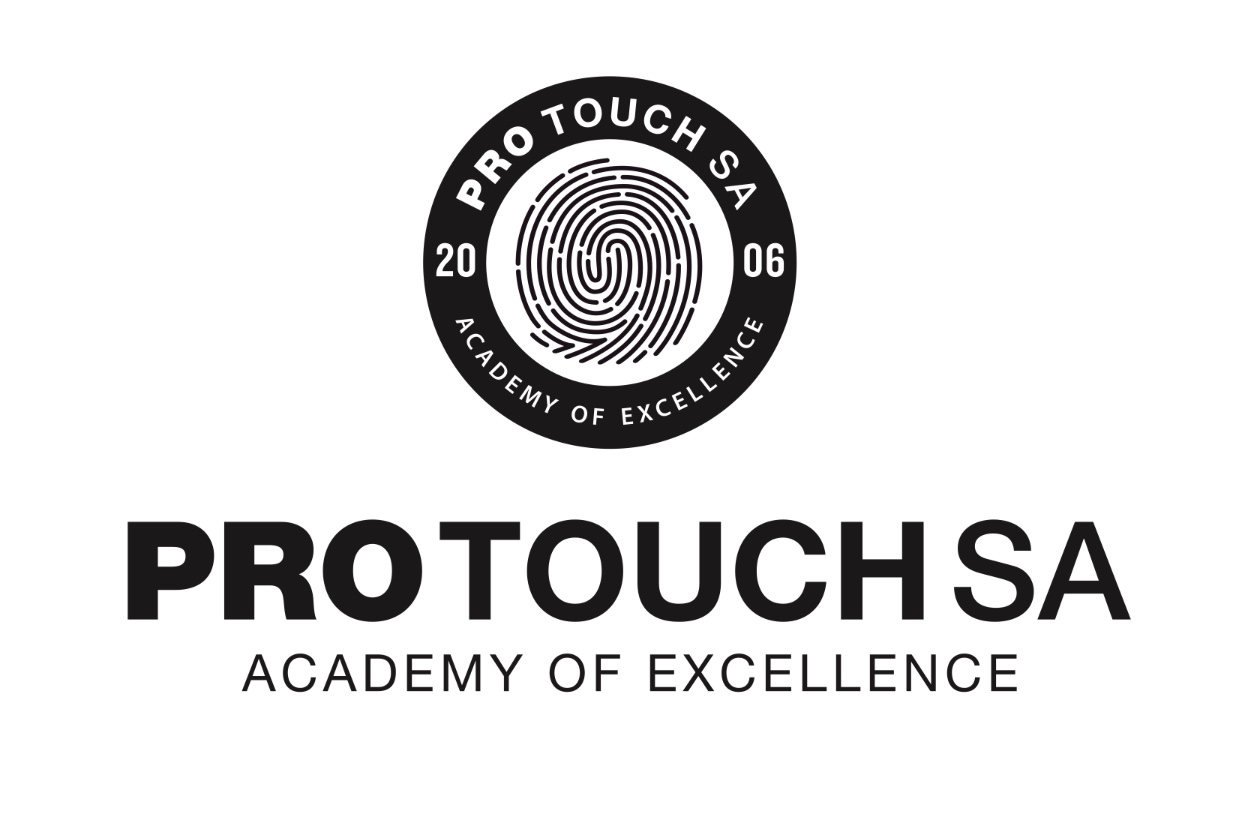 PRO TOUCH SA
20 06
ACADEMY OF EXCELLENCE
PRO TOUCH SA
ACADEMY OF EXCELLENCE